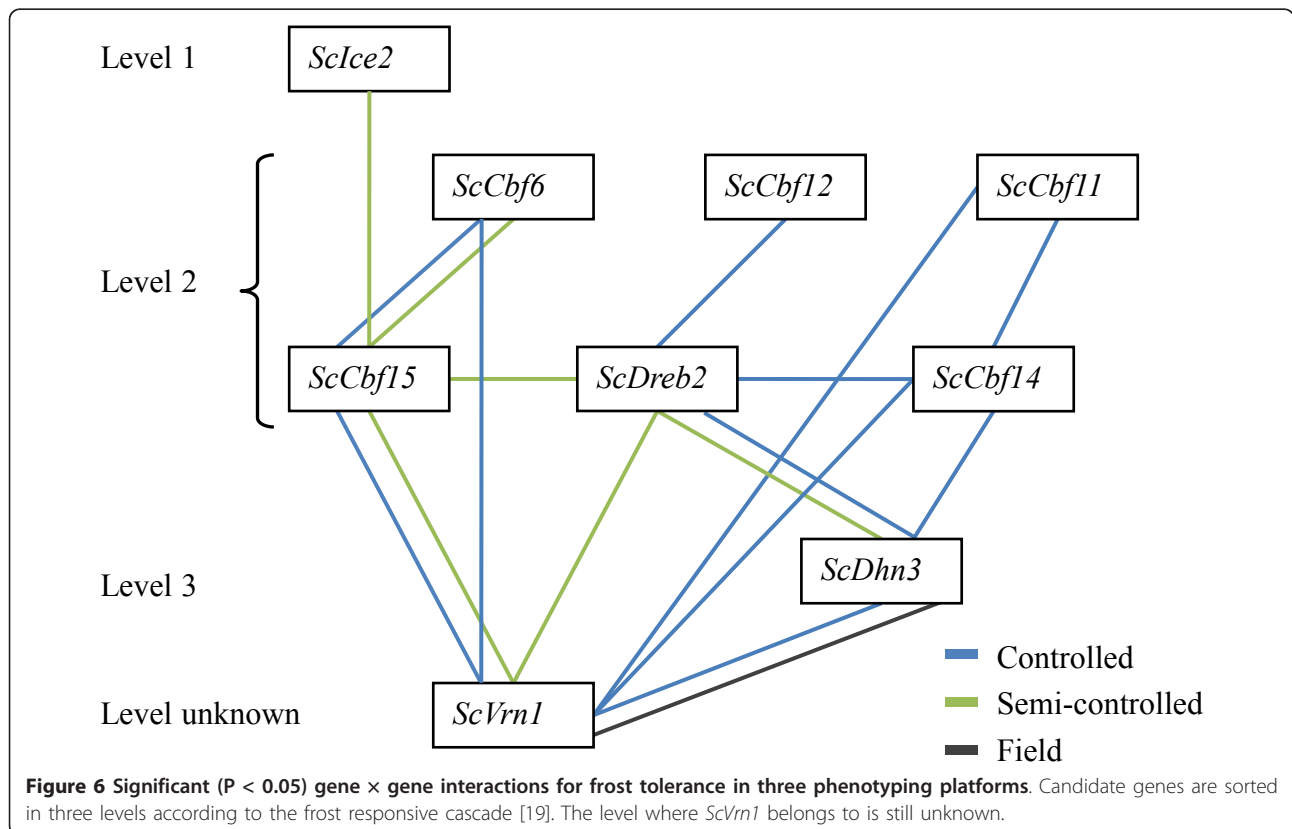 Level 1
ScIce2
ScCbf6
ScCbf12
ScCbf11
Level 2
ScCbf15
ScDreb2
ScCbf14
ScDhn3
Level 3
Controlled
Semi-controlled
Field
Level unknown
ScVrn1
Figure 6 Significant (P < 0.05) gene × gene interactions for frost tolerance in three phenotyping platforms. Candidate genes are sorted
in three levels according to the frost responsive cascade [19]. The level where ScVrn1 belongs to is still unknown.